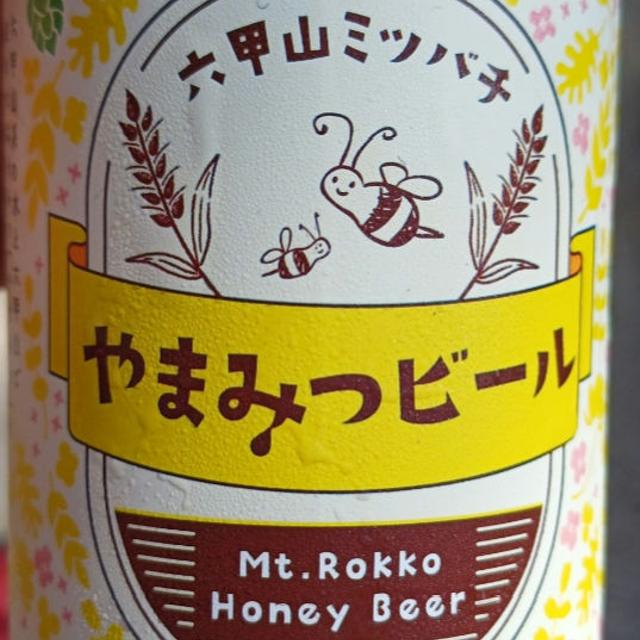 六甲山ミツバチ
やまみつビール
Mt.Rokko
Honey Beer